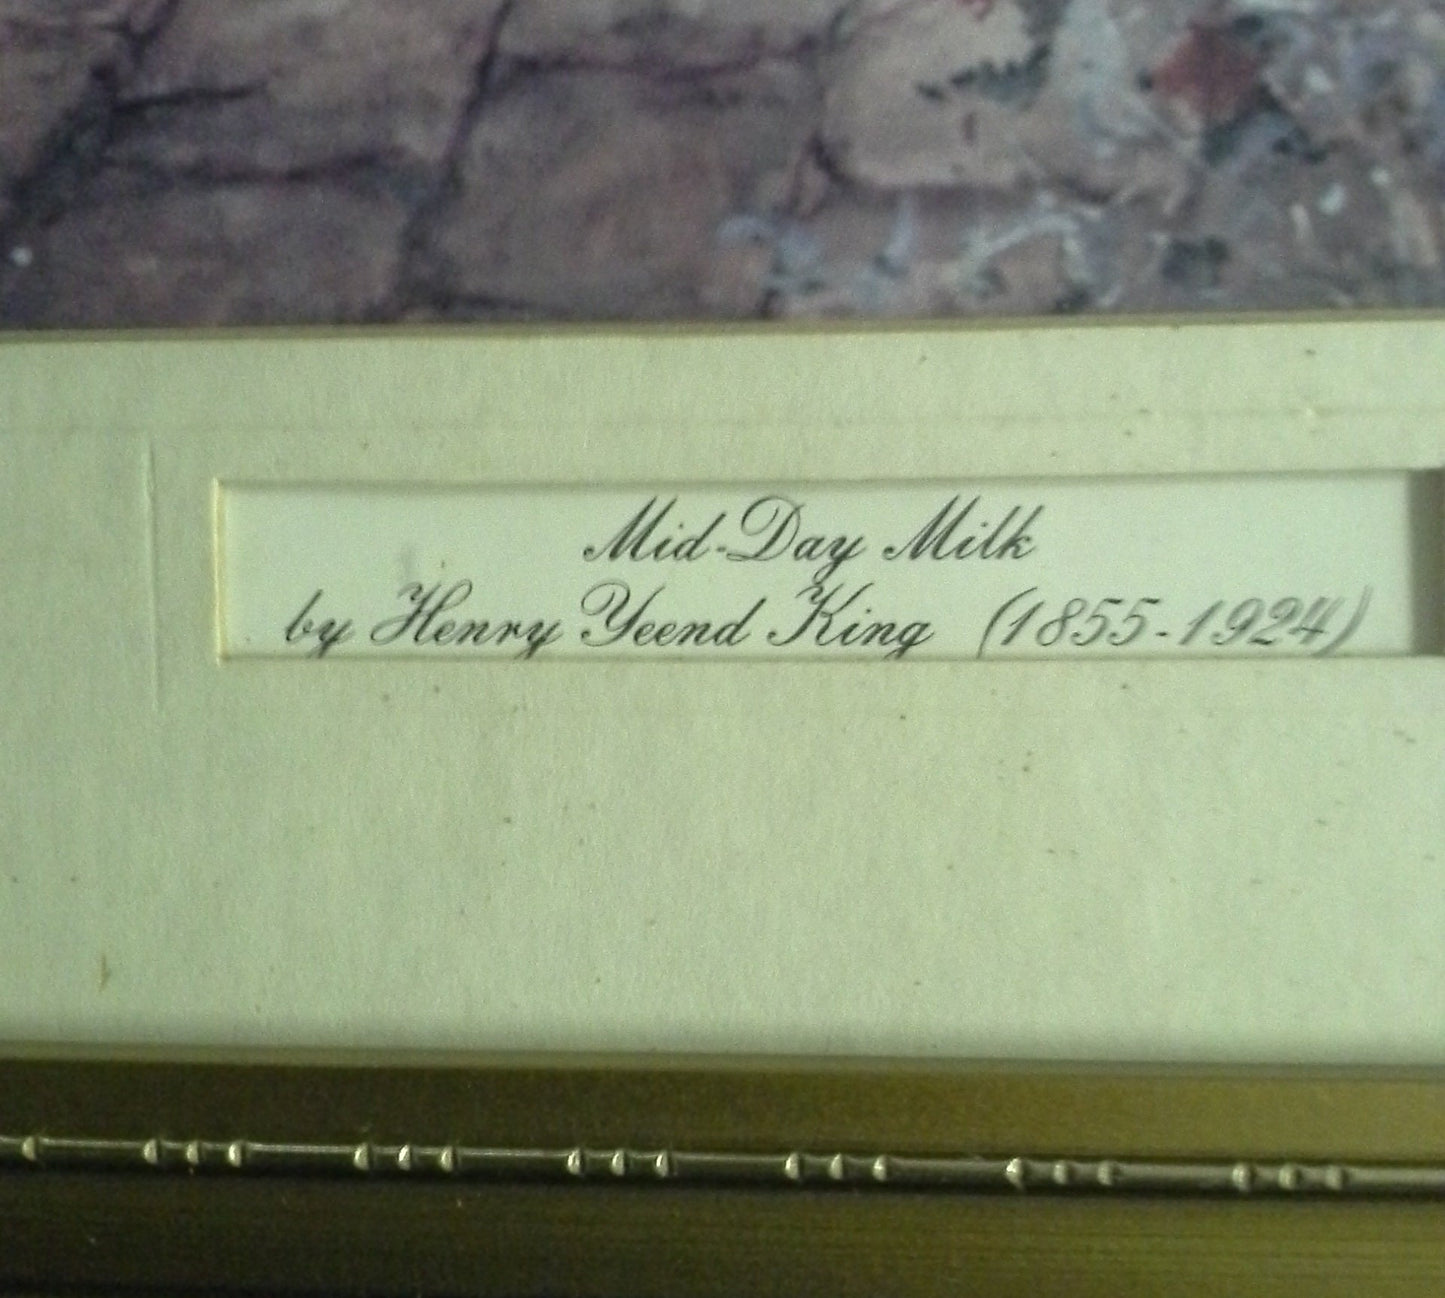 Mid-Day Milk
by Henry Yeend King (1855-1924)